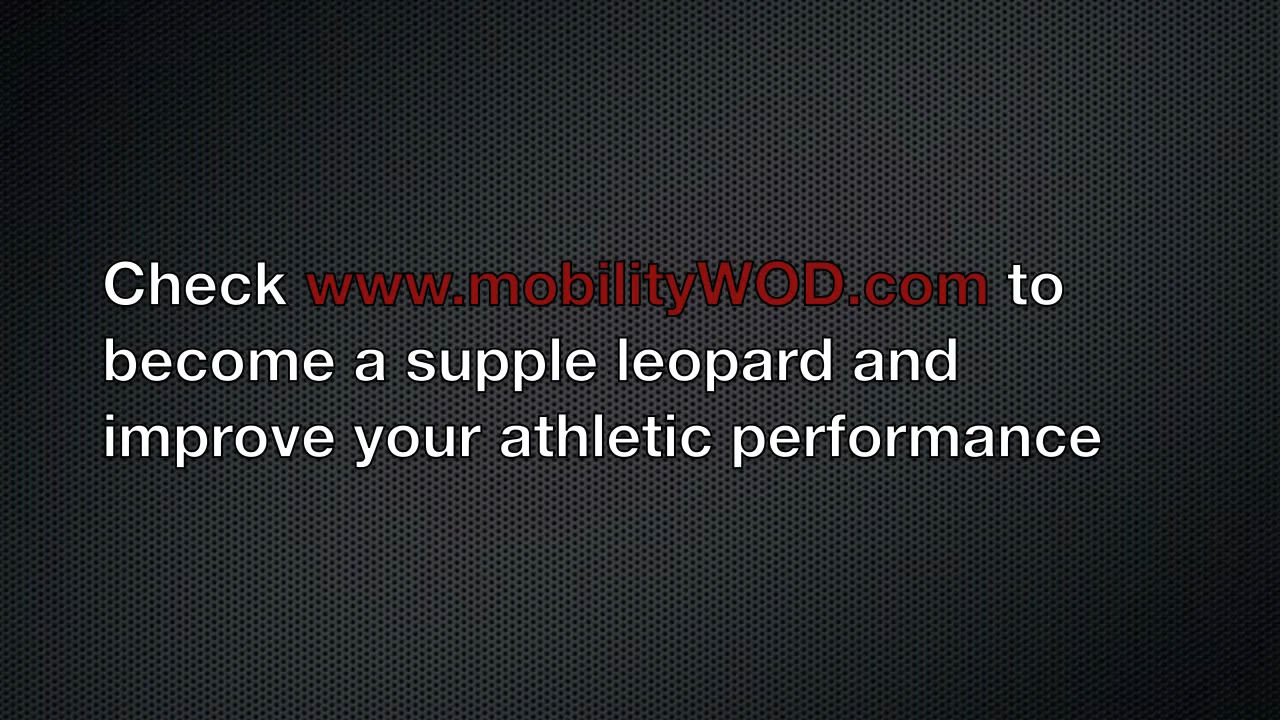 Check www.mobilityWOD.com to
become a supple leopard and
improve your athletic performance